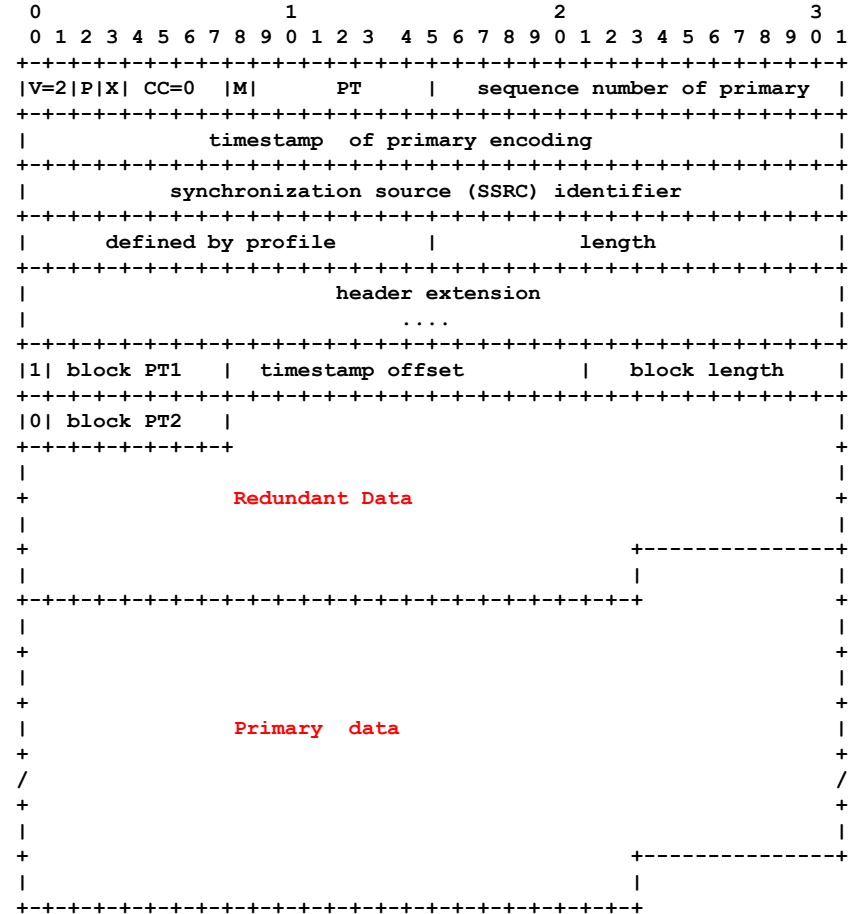 0                   1                    2                   3
 0 1 2 3 4 5 6 7 8 9 0 1 2 3  4 5 6 7 8 9 0 1 2 3 4 5 6 7 8 9 0 1
+-+-+-+-+-+-+-+-+-+-+-+-+-+-+-+-+-+-+-+-+-+-+-+-+-+-+-+-+-+-+-+-+
|V=2|P|X| CC=0  |M|      PT     |   sequence number of primary  |
+-+-+-+-+-+-+-+-+-+-+-+-+-+-+-+-+-+-+-+-+-+-+-+-+-+-+-+-+-+-+-+-+
|              timestamp  of primary encoding                   |
+-+-+-+-+-+-+-+-+-+-+-+-+-+-+-+-+-+-+-+-+-+-+-+-+-+-+-+-+-+-+-+-+
|           synchronization source (SSRC) identifier            |
+-+-+-+-+-+-+-+-+-+-+-+-+-+-+-+-+-+-+-+-+-+-+-+-+-+-+-+-+-+-+-+-+
|      defined by profile       |           length              |
+-+-+-+-+-+-+-+-+-+-+-+-+-+-+-+-+-+-+-+-+-+-+-+-+-+-+-+-+-+-+-+-+
|                        header extension                       |
|                             ....                              |
+-+-+-+-+-+-+-+-+-+-+-+-+-+-+-+-+-+-+-+-+-+-+-+-+-+-+-+-+-+-+-+-+
|1| block PT1   |  timestamp offset         |   block length    |
+-+-+-+-+-+-+-+-+-+-+-+-+-+-+-+-+-+-+-+-+-+-+-+-+-+-+-+-+-+-+-+-+
|0| block PT2   |                                               |
+-+-+-+-+-+-+-+-+                                               +
|                                                               |
+                Redundant Data                                 +
|                                                               |
+                                               +---------------+
|                                               |               |
+-+-+-+-+-+-+-+-+-+-+-+-+-+-+-+-+-+-+-+-+-+-+-+-+               +
|                                                               |
+                                                               +
|                                                               |
+                                                               +
|                Primary  data                                  |
+                                                               +
/                                                               /
+                                                               +
|                                                               |
+                                               +---------------+
|                                               |
+-+-+-+-+-+-+-+-+-+-+-+-+-+-+-+-+-+-+-+-+-+-+-+-+